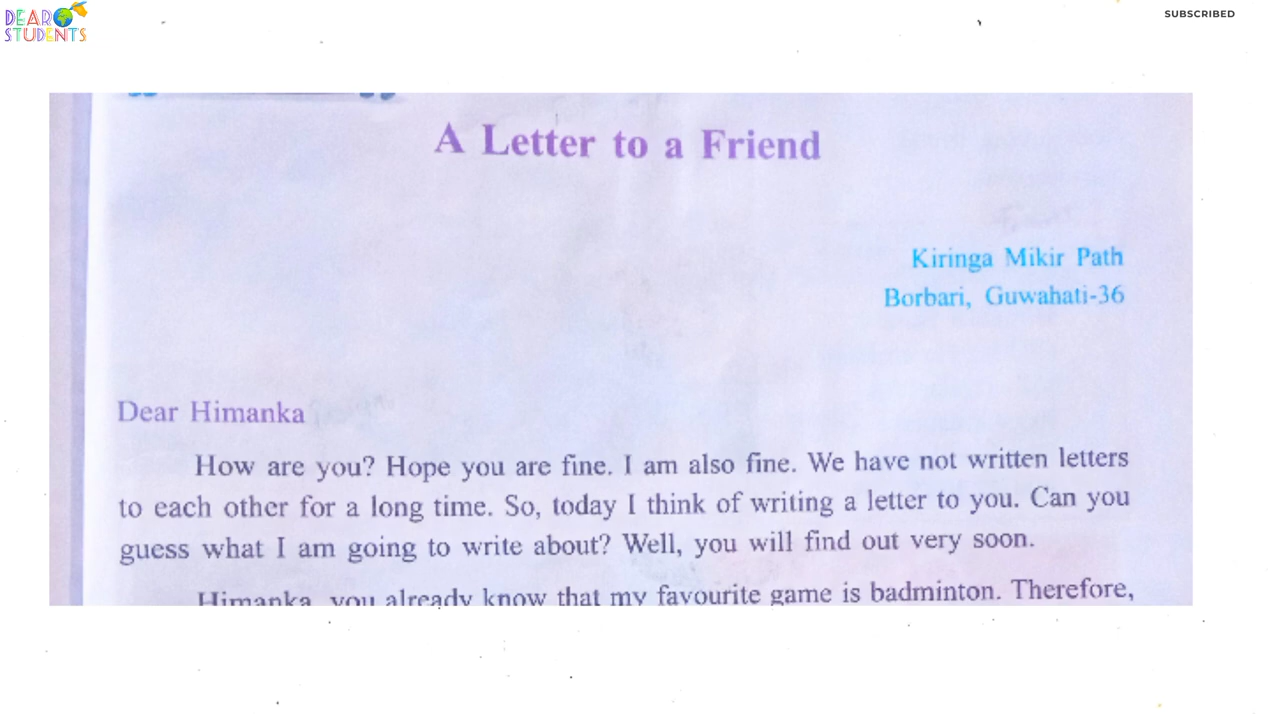 DEAR
STUDENTS
SUBSCRIBED
A Letter to a Friend
Kiringa Mikir Path
Borbari, Guwahati-36
Dear Himanka
How are you? Hope you are fine. I am also fine. We have not written letters
to each other for a long time. So, today I think of writing a letter to you. Can you
guess what I am going to write about? Well, you will find out very soon.
Himanka, you already know that my favourite game is badminton. Therefore,